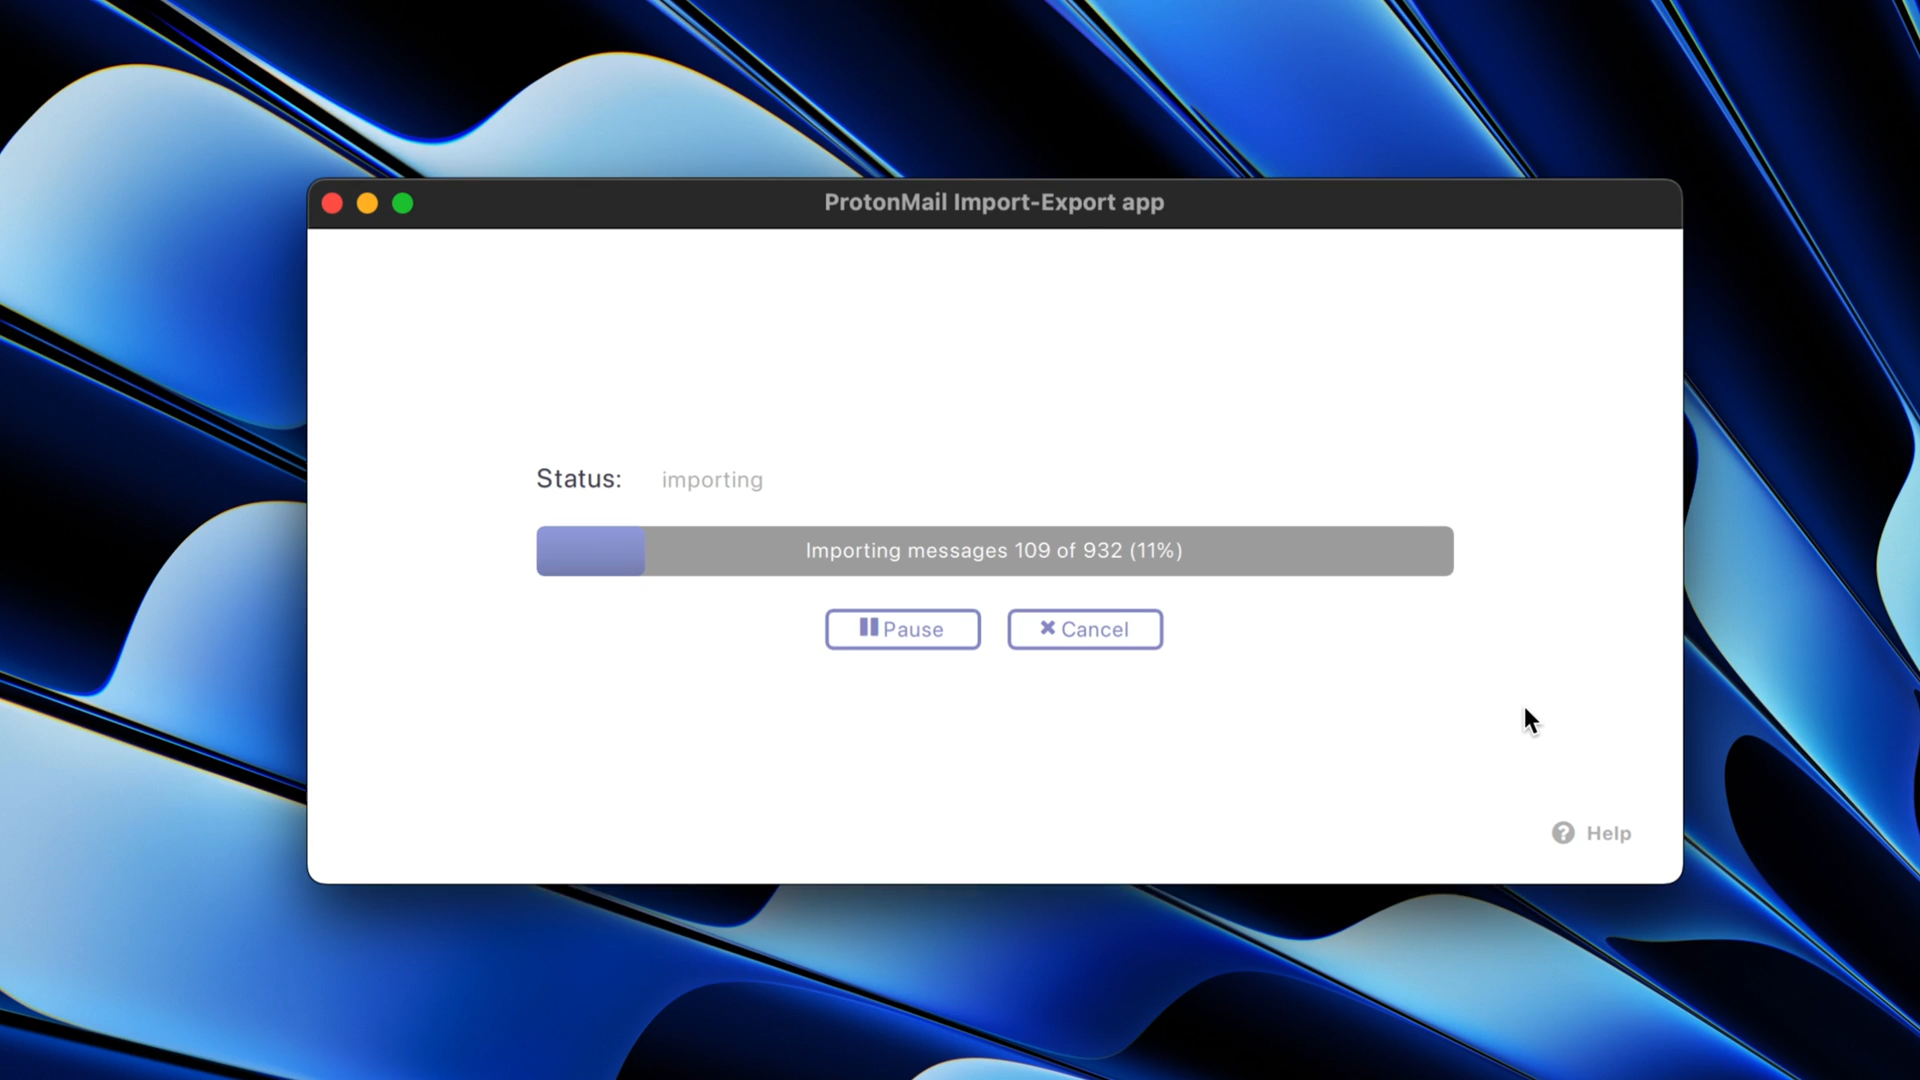 ProtonMail Import-Export app
Status: importing
Importing messages 109 of 932 (11%)
Pause Cancel
Help